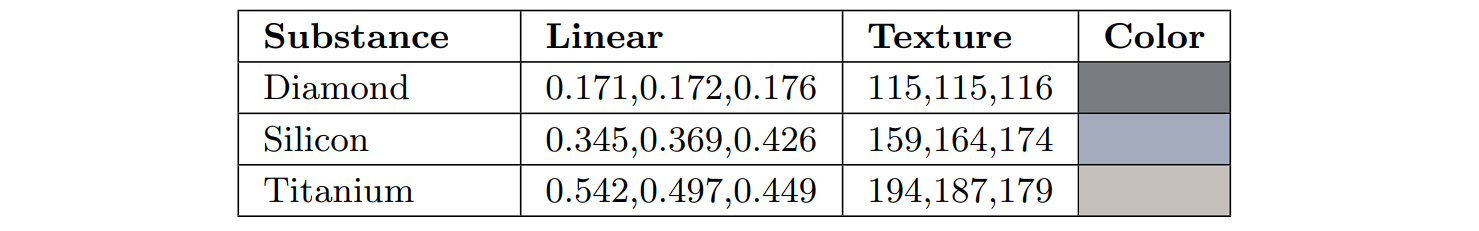 Substance Linear Texture Color
Diamond 0.171,0.172,0.176 115,115,116
Silicon 0.345,0.369,0.426 159,164,174
Titanium 0.542,0.497,0.449 194,187,179